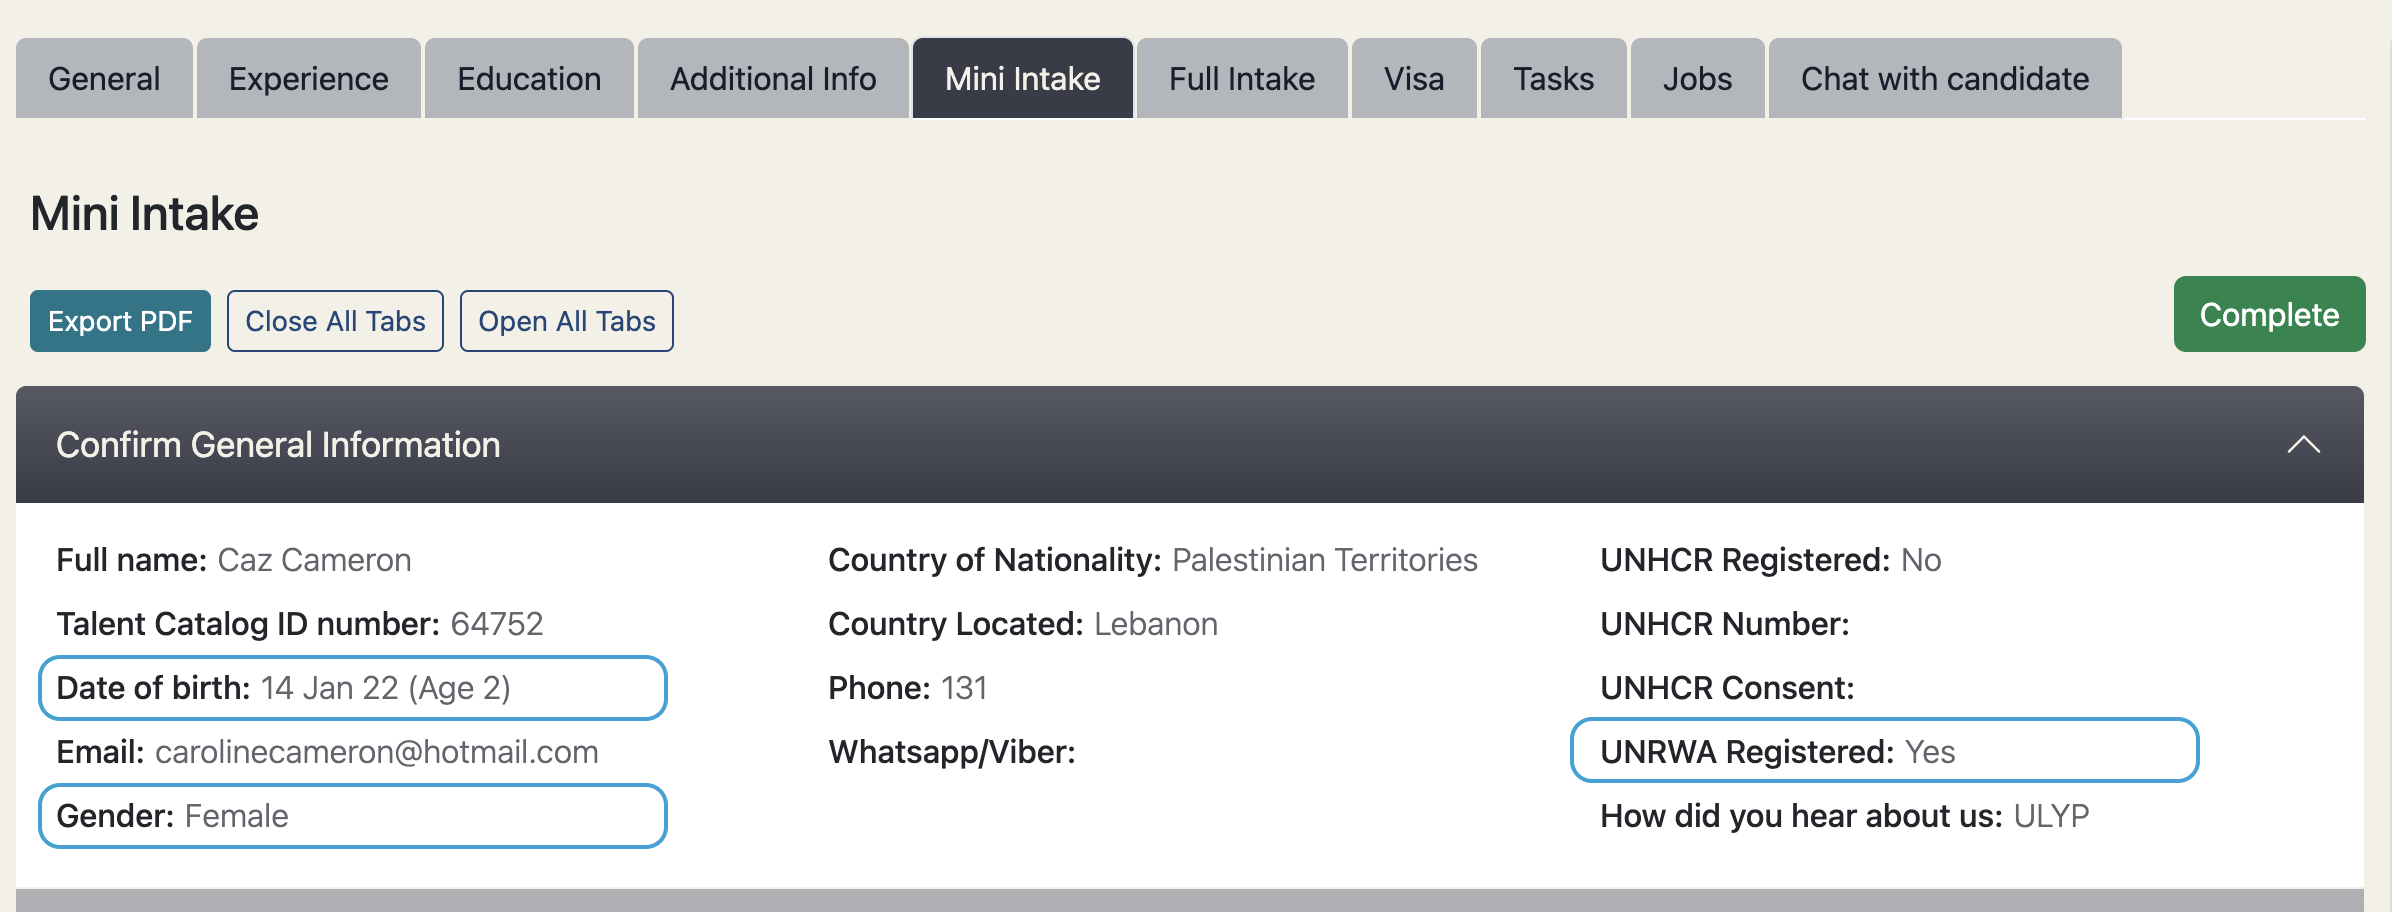 General Experience Education Additional Info Mini Intake Full Intake Visa Tasks Jobs Chat with candidate
Mini Intake
Export PDF Close All Tabs Open All Tabs Complete
Confirm General Information
Full name: Caz Cameron
Talent Catalog ID number: 64752
Date of birth: 14 Jan 22 (Age 2)
Email: carolinecameron@hotmail.com
Gender: Female
Country of Nationality: Palestinian Territories
Country Located: Lebanon
Phone: 131
Whatsapp/Viber:
UNHCR Registered: No
UNHCR Number:
UNHCR Consent:
UNRWA Registered: Yes
How did you hear about us: ULYP